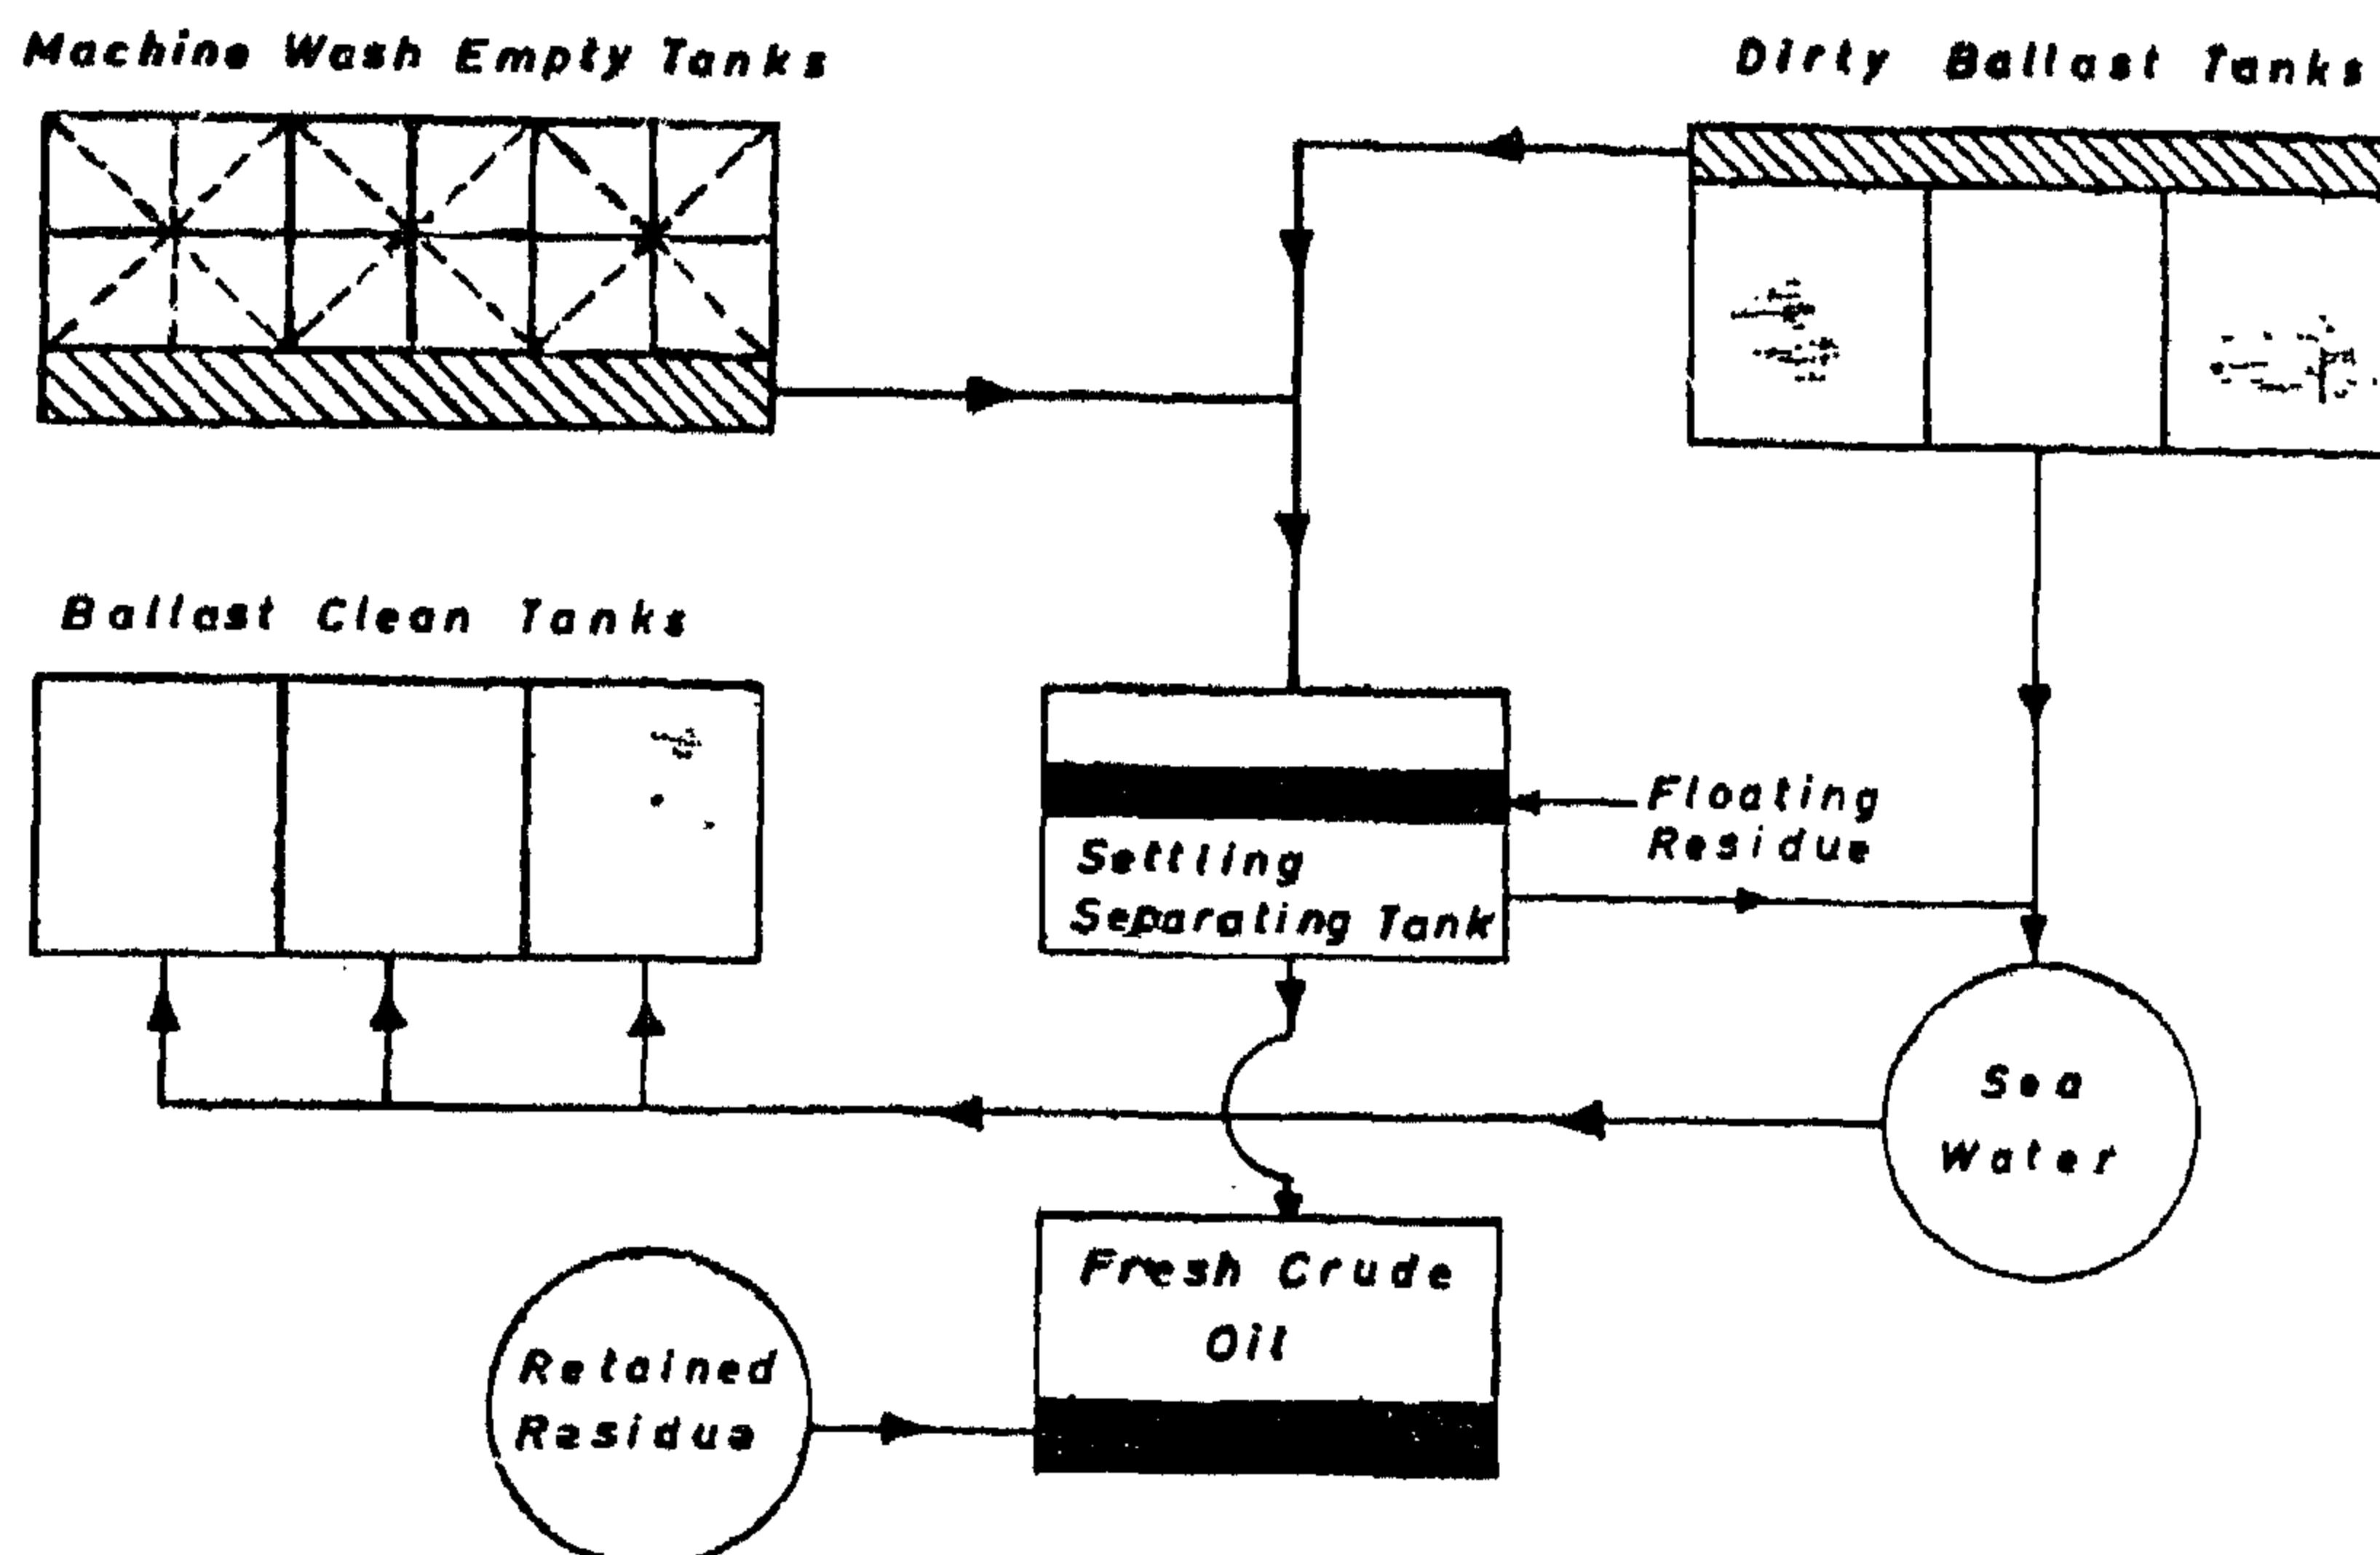 Machine Wash Empty Tanks
Dirty Ballast Tanks
Ballast Clean Tanks
Floating
Residue
Settling
Separating Tank
Sea
Water
Fresh Crude
Oil
Retained
Residue